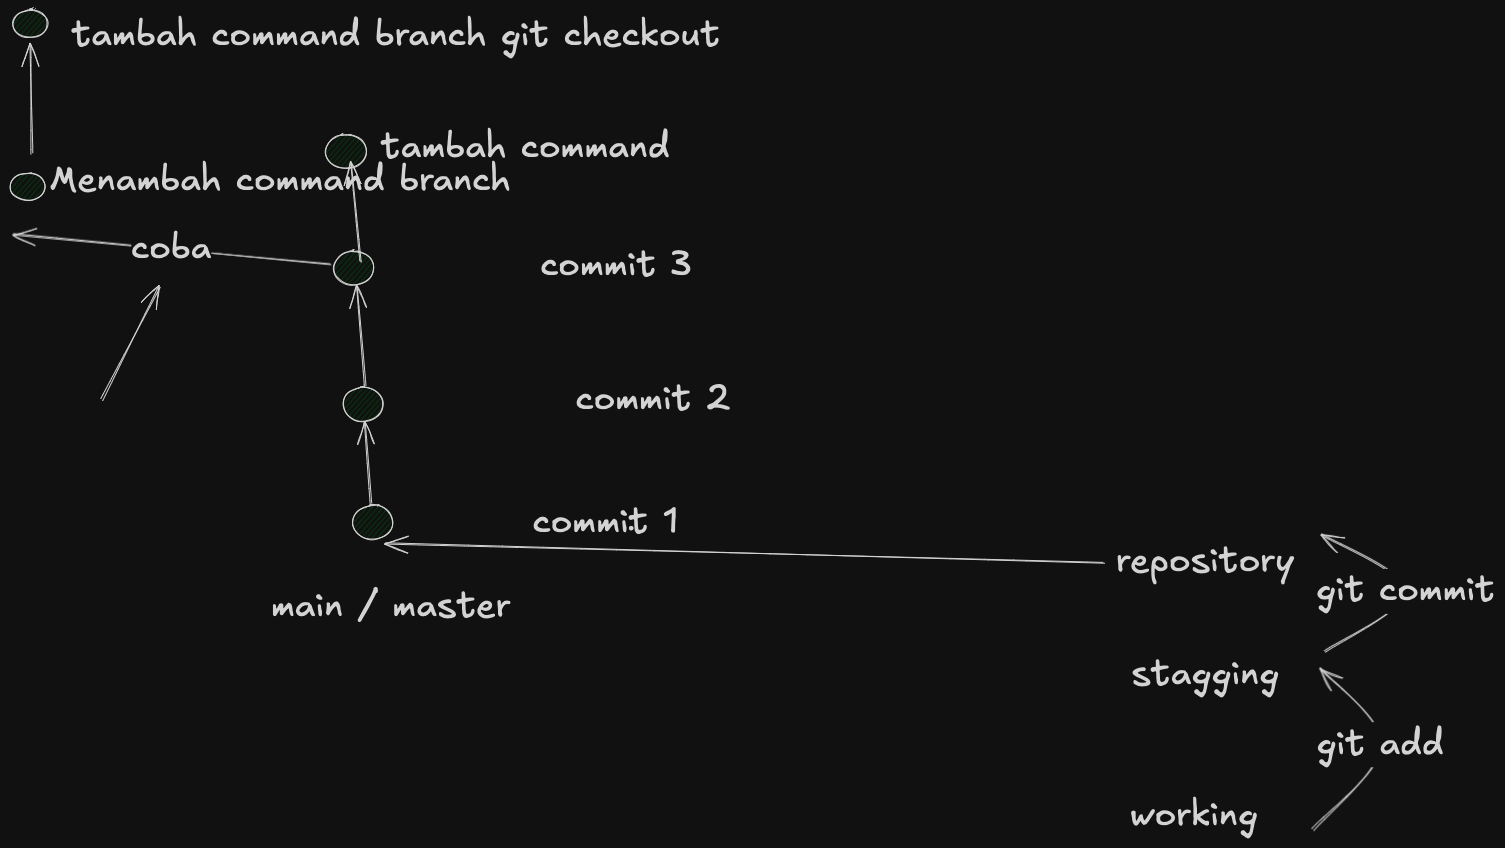 tambah command branch git checkout
tambah command
Menambah command branch
coba
commit 3
commit 2
commit 1
repository
git commit
main / master
stagging
git add
working